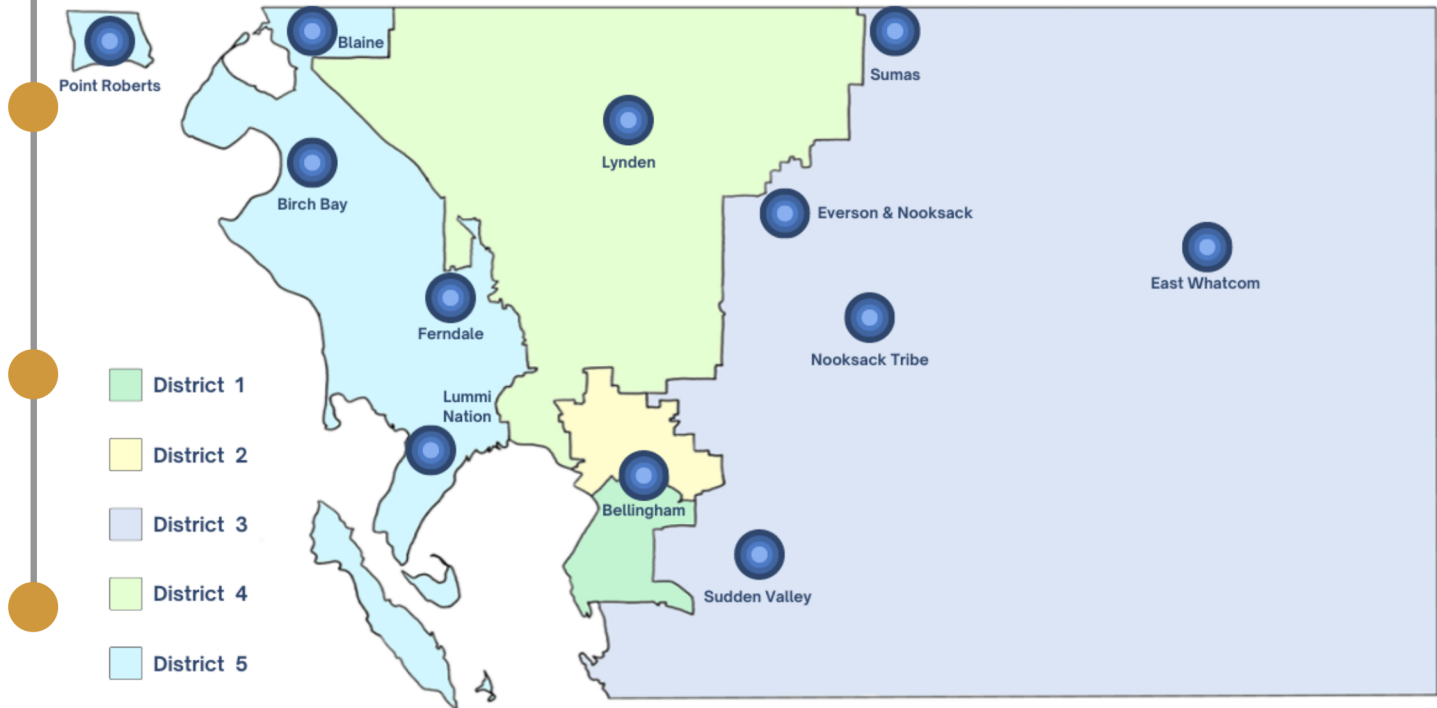 Blaine
Point Roberts
Sumas
Lynden
Birch Bay
Everson & Nooksack
East Whatcom
Ferndale
Nooksack Tribe
Lummi
Nation
Bellingham
Sudden Valley
District 1
District 2
District 3
District 4
District 5